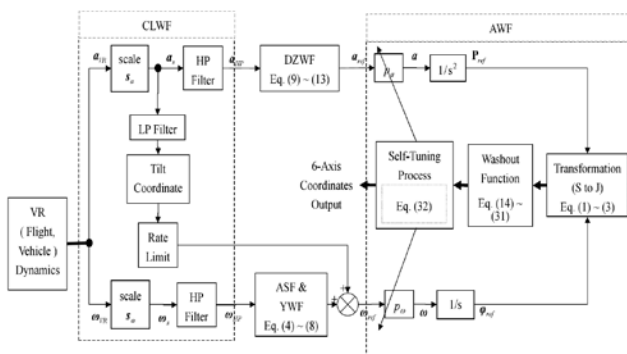 CLWF
AWF
a_VR
scale
s_a
a_s
HP
Filter
a_HP
DZWF
Eq. (9) ~ (13)
a_ref
p_a
a
1/s²
P_ref
LP Filter
Tilt
Coordinate
Rate
Limit
6-Axis
Coordinates
Output
Self-Tuning
Process
Eq. (32)
Washout
Function
Eq. (14) ~
(31)
Transformation
(S to J)
Eq. (1) ~ (3)
VR
( Flight,
Vehicle )
Dynamics
ω_VR
scale
s_ω
ω_s
HP
Filter
ω_HP
ASF &
YWF
Eq. (4) ~ (8)
+
+
ω_ref
p_ω
ω
1/s
φ_ref